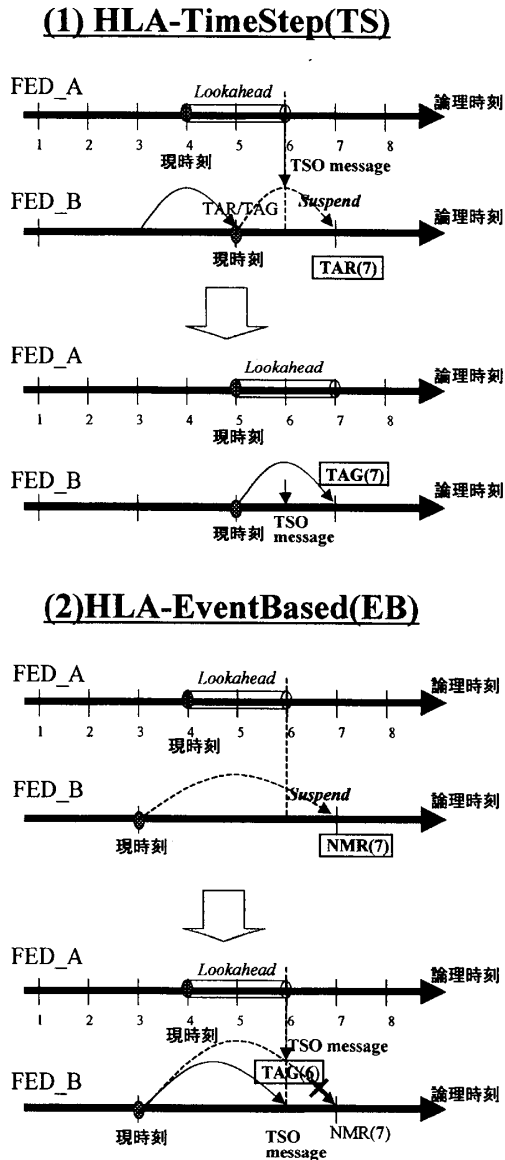 (1) HLA-TimeStep(TS)
Lookahead
FED_A
論理時刻
1 2 3 4 5 6 7 8
現時刻
TSO message
FED_B
TAR/TAG
Suspend
論理時刻
現時刻
TAR(7)
Lookahead
FED_A
論理時刻
1 2 3 4 5 6 7 8
現時刻
FED_B
TAG(7)
論理時刻
現時刻
TSO
message
(2)HLA-EventBased(EB)
Lookahead
FED_A
論理時刻
1 2 3 4 5 6 7 8
現時刻
FED_B
Suspend
論理時刻
現時刻
NMR(7)
Lookahead
FED_A
論理時刻
1 2 3 4 5 6 7 8
現時刻
TSO message
FED_B
TAG(6)
論理時刻
現時刻
TSO
message
NMR(7)